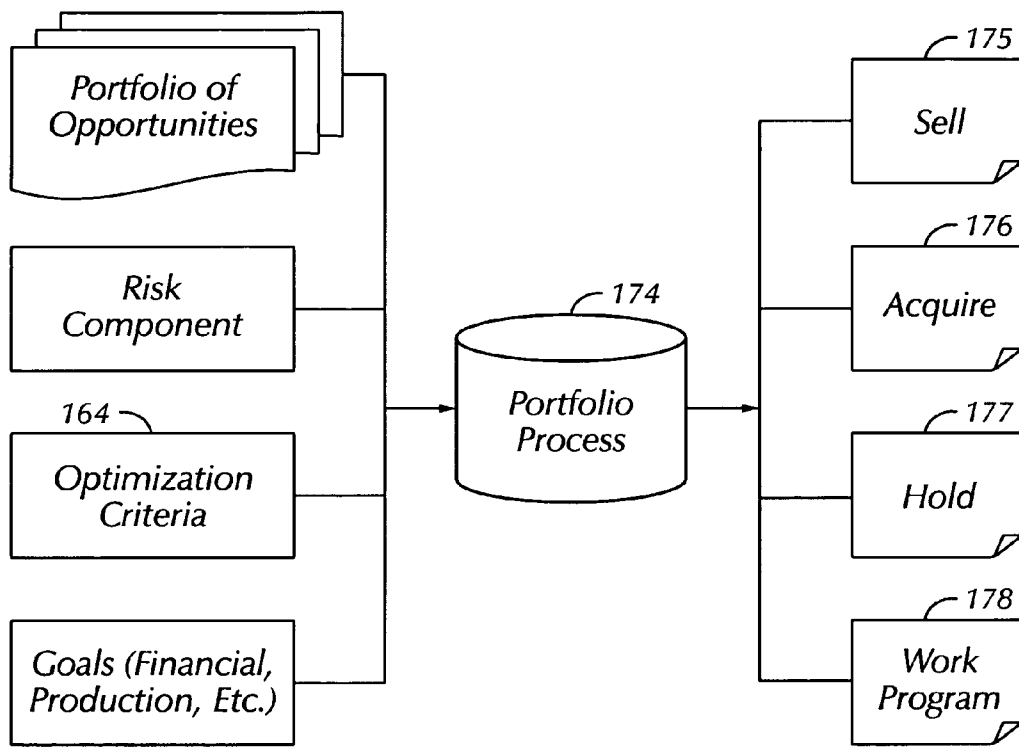 Portfolio of
Opportunities
Risk
Component
164
Optimization
Criteria
Goals (Financial,
Production, Etc.)
174
Portfolio
Process
175
Sell
176
Acquire
177
Hold
178
Work
Program